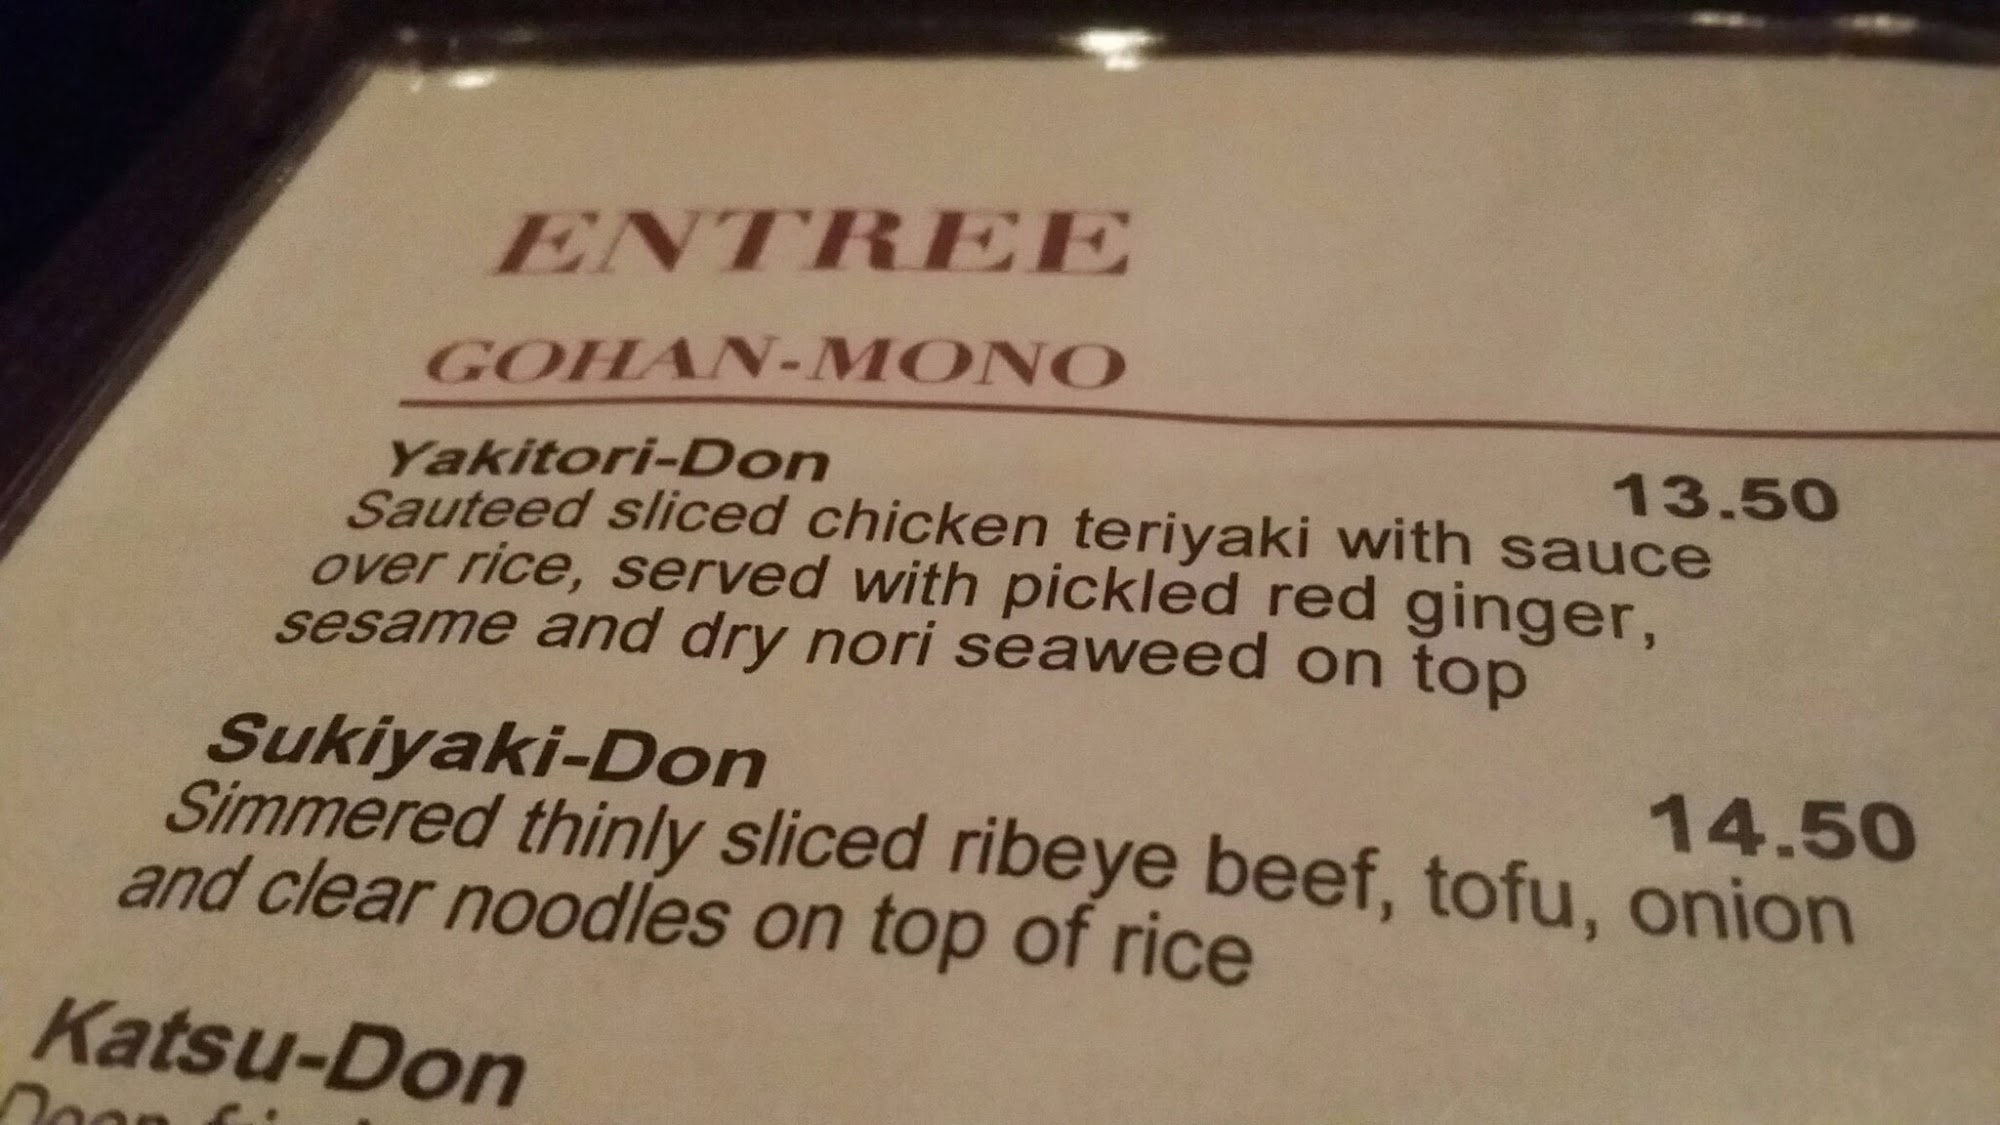 ENTREE
GOHAN-MONO
Yakitori-Don 13.50
Sauteed sliced chicken teriyaki with sauce
over rice, served with pickled red ginger,
sesame and dry nori seaweed on top
Sukiyaki-Don 14.50
Simmered thinly sliced ribeye beef, tofu, onion
and clear noodles on top of rice
Katsu-Don
Deep